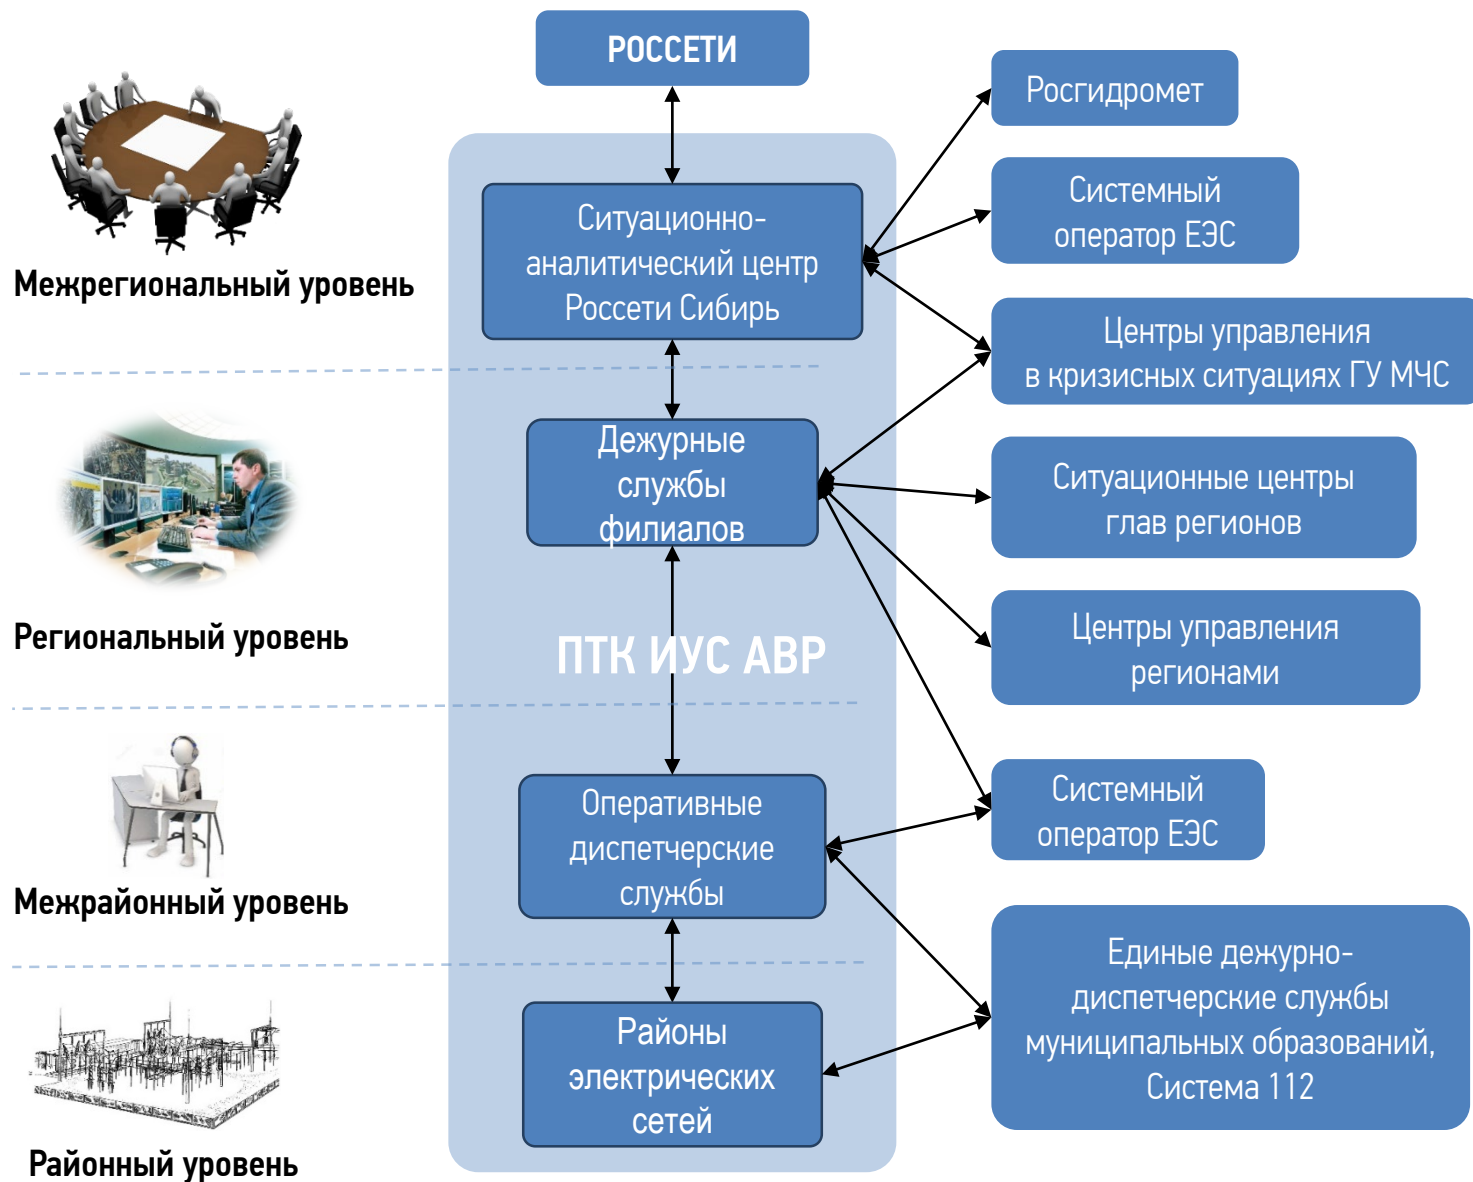 РОССЕТИ
Росгидромет
Системный
оператор ЕЭС
Ситуационно-
аналитический центр
Россети Сибирь
Межрегиональный уровень
Центры управления
в кризисных ситуациях ГУ МЧС
Дежурные
службы
филиалов
Ситуационные центры
глав регионов
Региональный уровень
ПТК ИУС АВР
Центры управления
регионами
Оперативные
диспетчерские
службы
Системный
оператор ЕЭС
Межрайонный уровень
Районы
электрических
сетей
Единые дежурно-
диспетчерские службы
муниципальных образований,
Система 112
Районный уровень